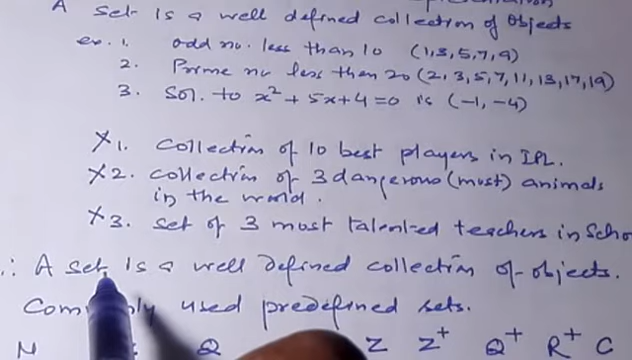 A set is a well defined collection of objects
ex. 1. odd no. less than 10 (1,3,5,7,9)
2. Prime no less than 20 (2,3,5,7,11,13,17,19)
3. Sol. to x² + 5x+4=0 is (-1,-4)
X1. Collection of 10 best players in IPL.
X2. collection of 3 dangerous (most) animals
in the world.
X3. set of 3 most talented teachers in Scho
∴ A set is a well defined collection of objects.
Com ly used predefined sets.
N Q Z Z⁺ Q⁺ R⁺ C